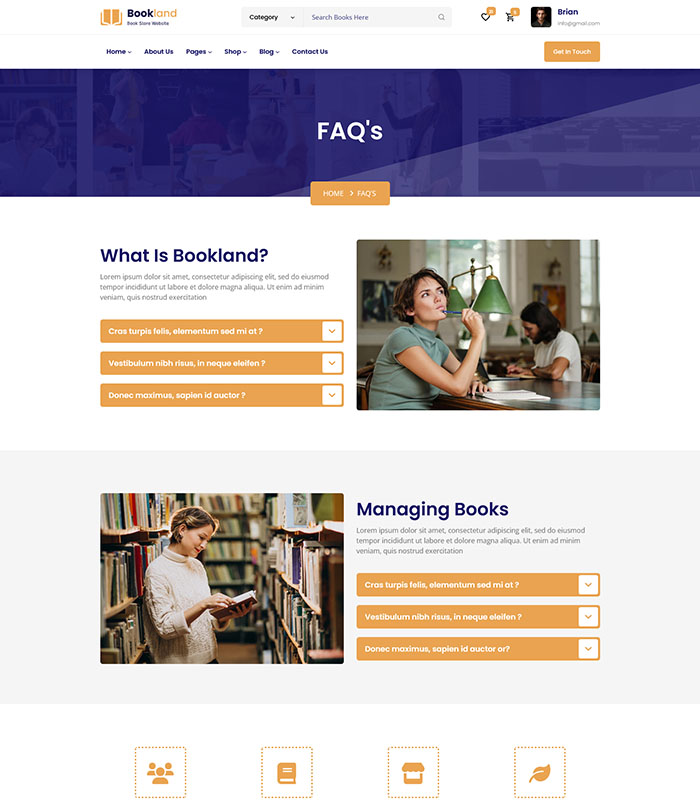 Bookland
Book Store Website
Category
Search Books Here
0
5
Brian
info@gmail.com
Home
About Us
Pages
Shop
Blog
Contact Us
Get In Touch
FAQ's
HOME > FAQ'S
What Is Bookland?
Lorem ipsum dolor sit amet, consectetur adipiscing elit, sed do eiusmod
tempor incididunt ut labore et dolore magna aliqua. Ut enim ad minim
veniam, quis nostrud exercitation
Cras turpis felis, elementum sed mi at ?
Vestibulum nibh risus, in neque eleifen ?
Donec maximus, sapien id auctor ?
Managing Books
Lorem ipsum dolor sit amet, consectetur adipiscing elit, sed do eiusmod
tempor incididunt ut labore et dolore magna aliqua. Ut enim ad minim
veniam, quis nostrud exercitation
Cras turpis felis, elementum sed mi at ?
Vestibulum nibh risus, in neque eleifen ?
Donec maximus, sapien id auctor or?